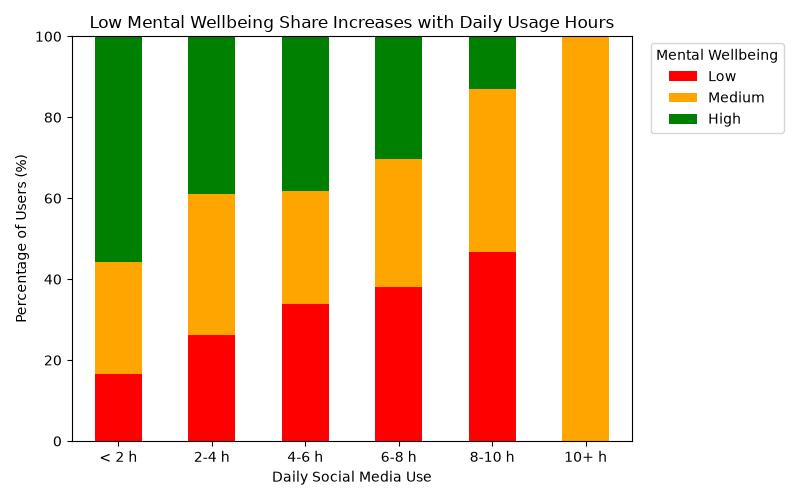 Low Mental Wellbeing Share Increases with Daily Usage Hours
Mental Wellbeing
Low
Medium
High
Percentage of Users (%)
100
80
60
40
20
0
< 2 h
2-4 h
4-6 h
6-8 h
8-10 h
10+ h
Daily Social Media Use